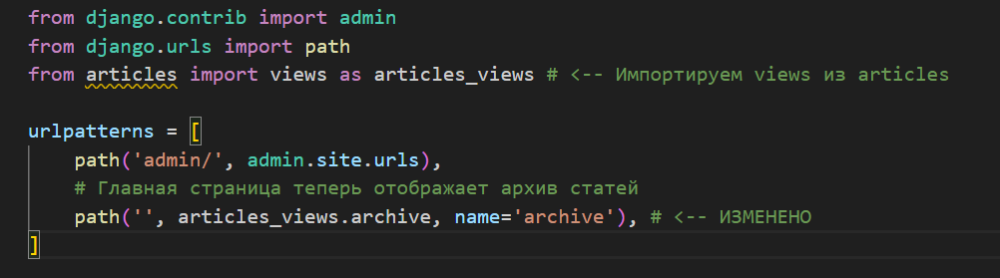 from django.contrib import admin
from django.urls import path
from articles import views as articles_views # <-- Импортируем views из articles
urlpatterns = [
    path('admin/', admin.site.urls),
    # Главная страница теперь отображает архив статей
    path('', articles_views.archive, name='archive'), # <-- ИЗМЕНЕНО
]